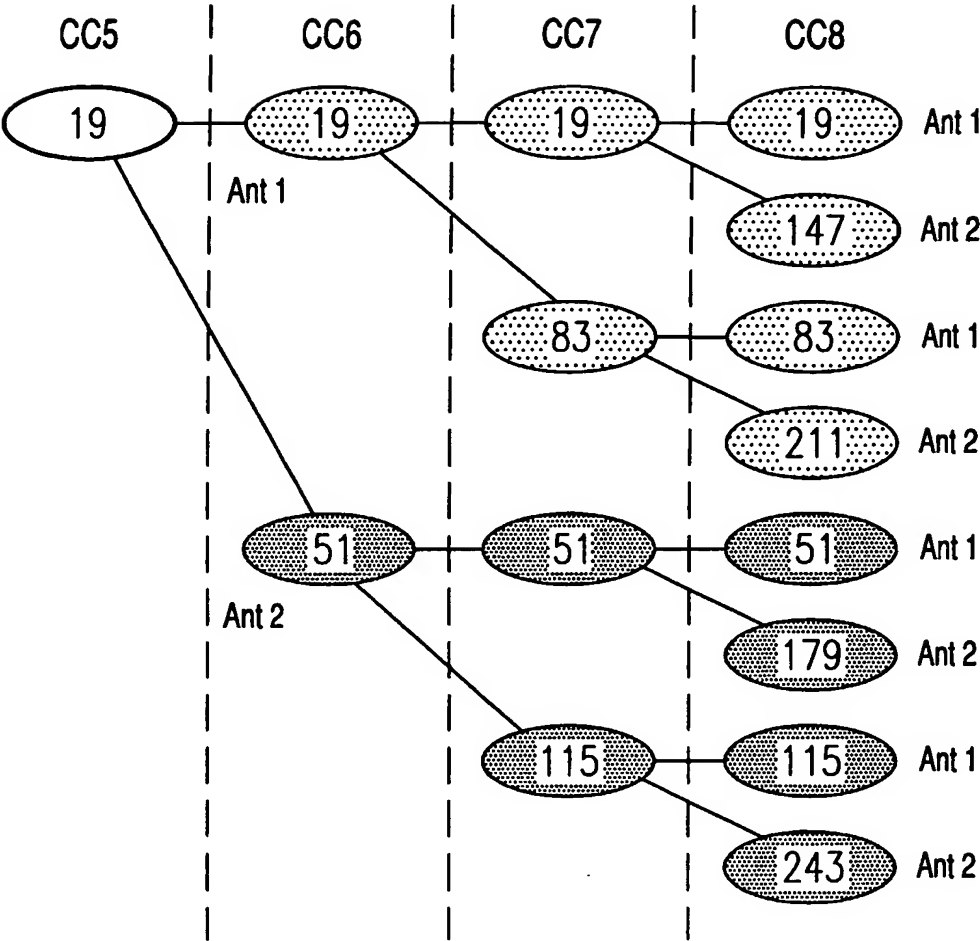 CC5 CC6 CC7 CC8
19 19 19 19 Ant 1
Ant 1
147 Ant 2
83 83 Ant 1
211 Ant 2
51 51 51 Ant 1
Ant 2
179 Ant 2
115 115 Ant 1
243 Ant 2